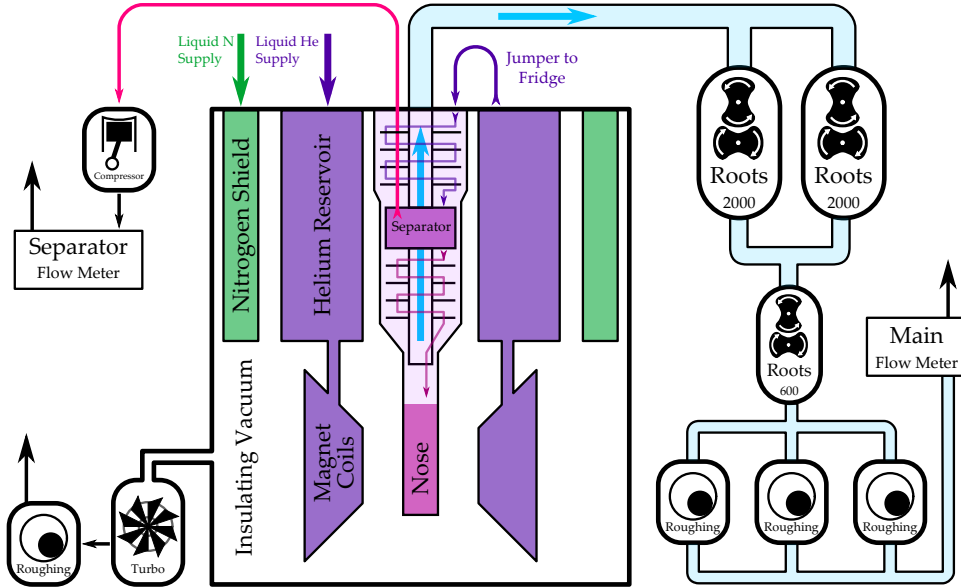 Liquid N
Supply
Liquid He
Supply
Jumper to
Fridge
Compressor
Separator
Flow Meter
Nitrogoen Shield
Helium Reservoir
Separator
Magnet
Coils
Nose
Insulating Vacuum
Roughing
Turbo
Roots
2000
Roots
2000
Roots
600
Main
Flow Meter
Roughing
Roughing
Roughing